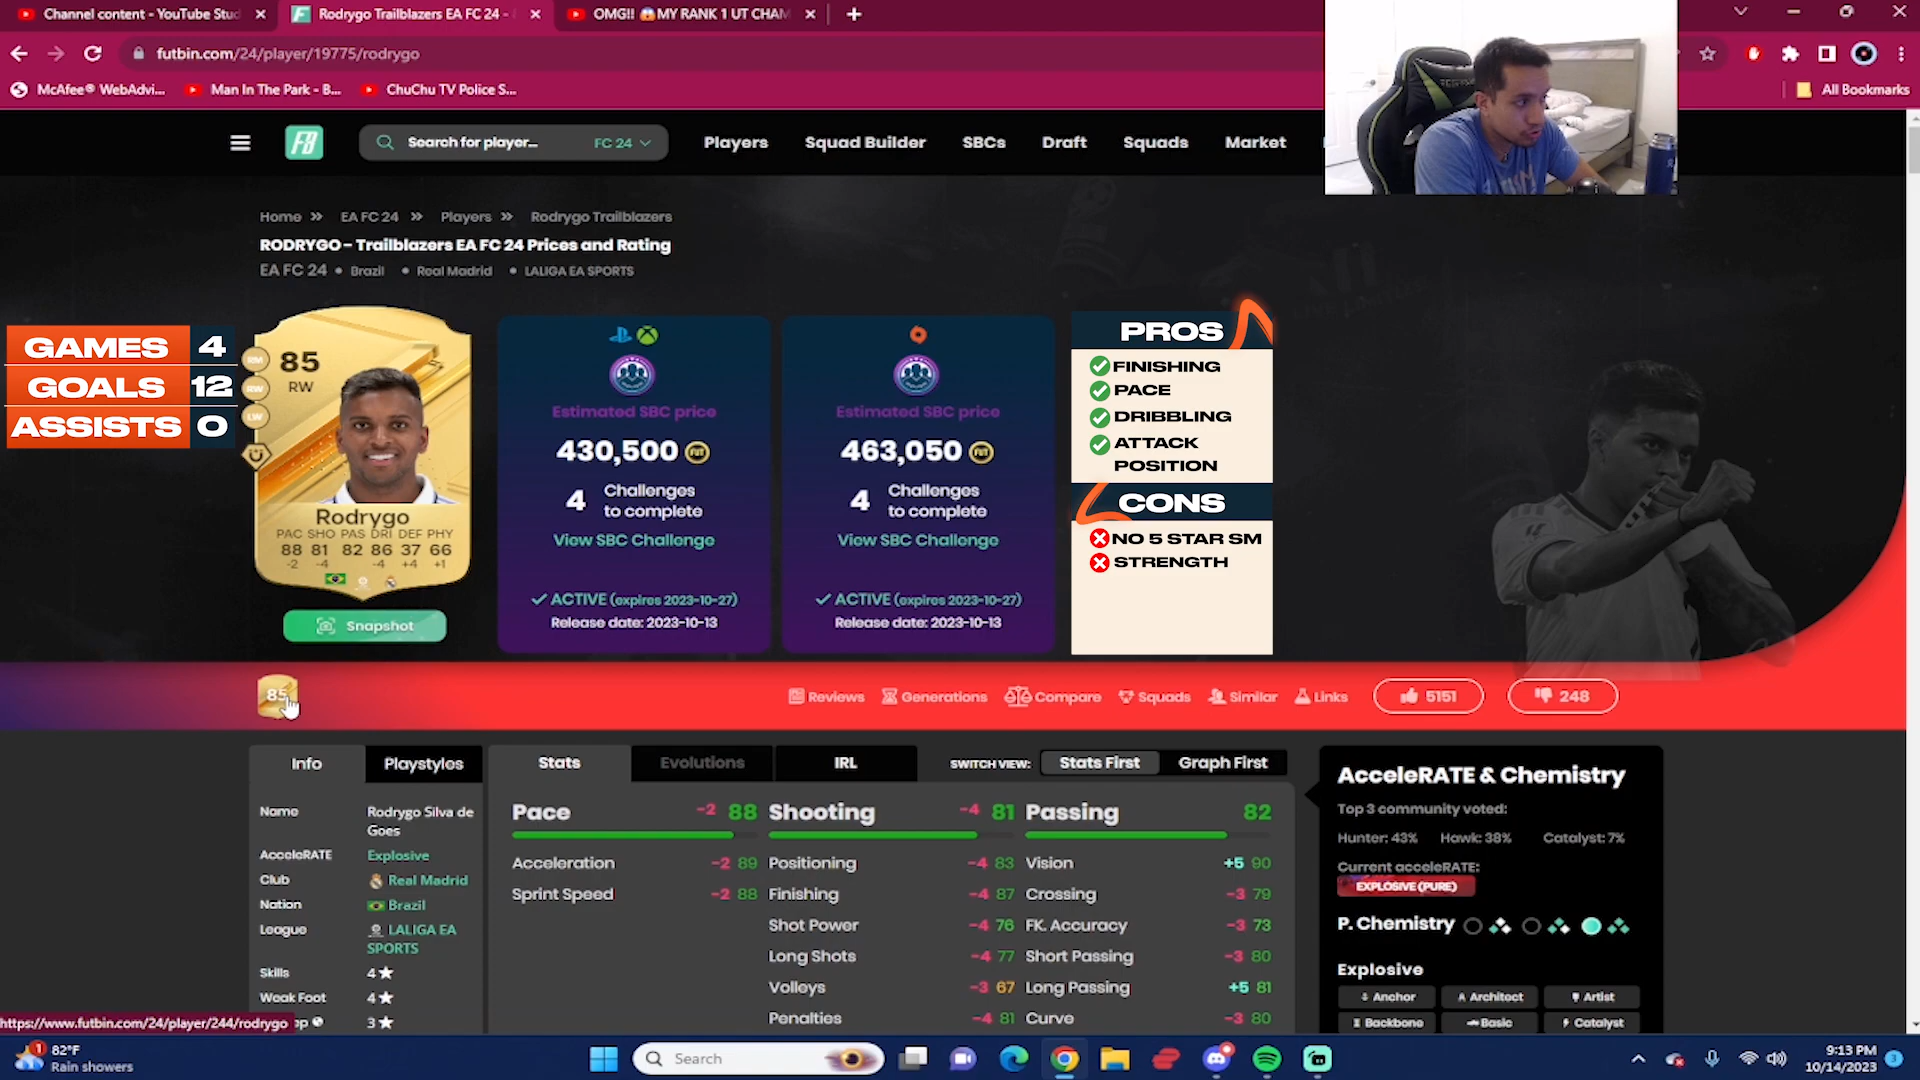 Channel content - YouTube Stud
Rodrygo Trailblazers EA FC 24 -
OMG!! 😱MY RANK 1 UT CHAM
futbin.com/24/player/19775/rodrygo
McAfee® WebAdvi...
Man In The Park - B...
ChuChu TV Police S...
All Bookmarks
Search for player...
FC 24
Players
Squad Builder
SBCs
Draft
Squads
Market
Home >> EA FC 24 >> Players >> Rodrygo Trailblazers
RODRYGO - Trailblazers EA FC 24 Prices and Rating
EA FC 24 • Brazil • Real Madrid • LALIGA EA SPORTS
GAMES 4
GOALS 12
ASSISTS 0
RM
RW
LW
85
RW
Rodrygo
PAC SHO PAS DRI DEF PHY
88 81 82 86 37 66
-2 -4 -4 +4 +1
Snapshot
Estimated SBC price
430,500
4 Challenges to complete
View SBC Challenge
ACTIVE (expires 2023-10-27)
Release date: 2023-10-13
Estimated SBC price
463,050
4 Challenges to complete
View SBC Challenge
ACTIVE (expires 2023-10-27)
Release date: 2023-10-13
PROS
FINISHING
PACE
DRIBBLING
ATTACK
POSITION
CONS
NO 5 STAR SM
STRENGTH
85
Reviews
Generations
Compare
Squads
Similar
Links
5151
248
Info
Playstyles
Name Rodrygo Silva de
Goes
AcceleRATE Explosive
Club Real Madrid
Nation Brazil
League LALIGA EA
SPORTS
Skills 4★
Weak Foot 4★
3★
https://www.futbin.com/24/player/244/rodrygo
Stats
Evolutions
IRL
SWITCH VIEW:
Stats First
Graph First
Pace -2 88
Acceleration -2 89
Sprint Speed -2 88
Shooting -4 81
Positioning -4 83
Finishing -4 87
Shot Power -4 76
Long Shots -4 77
Volleys -3 67
Penalties -4 81
Passing 82
Vision +5 90
Crossing -3 79
FK. Accuracy -3 73
Short Passing -3 80
Long Passing +5 81
Curve -3 80
AcceleRATE & Chemistry
Top 3 community voted:
Hunter: 43% Hawk: 38% Catalyst: 7%
Current acceleRATE:
EXPLOSIVE (PURE)
P. Chemistry
Explosive
Anchor
Architect
Artist
Backbone
Basic
Catalyst
1
82°F
Rain showers
Search
9:13 PM
10/14/2023
3